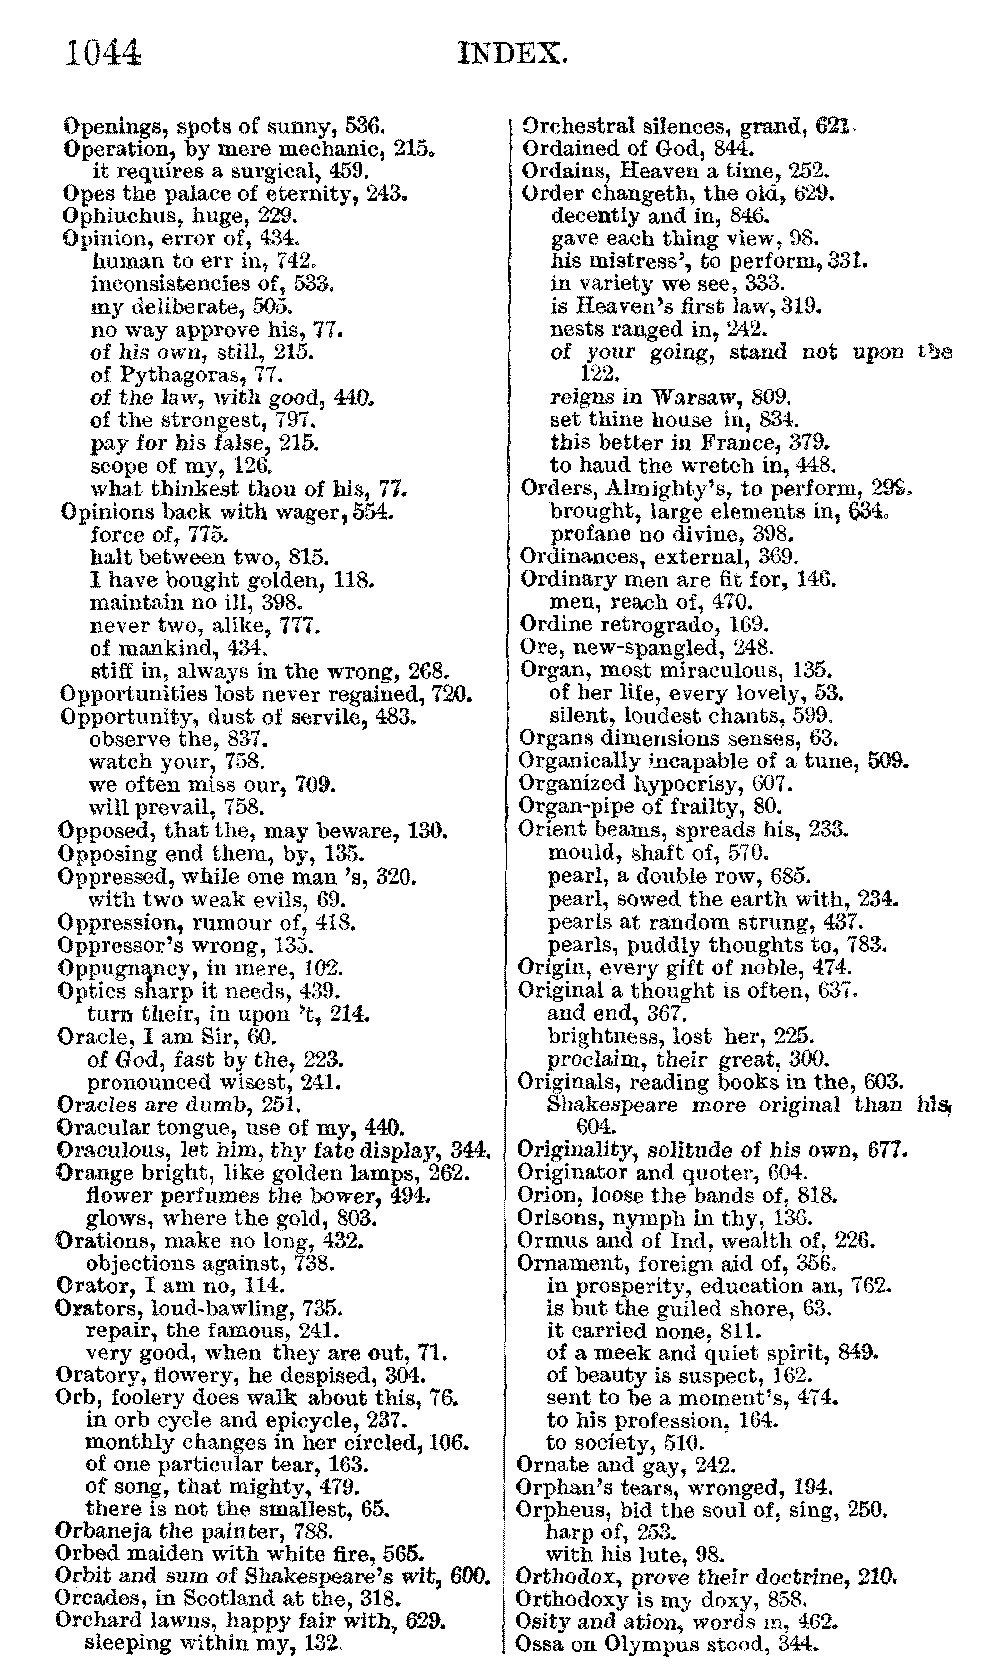 1044
INDEX.
Openings, spots of sunny, 536.
Operation, by mere mechanic, 215.
it requires a surgical, 459.
Opes the palace of eternity, 243.
Ophiuchus, huge, 229.
Opinion, error of, 434.
human to err in, 742.
inconsistencies of, 533.
my deliberate, 505.
no way approve his, 77.
of his own, still, 215.
of Pythagoras, 77.
of the law, with good, 440.
of the strongest, 797.
pay for his false, 215.
scope of my, 126.
what thinkest thou of his, 77.
Opinions back with wager, 554.
force of, 775.
halt between two, 815.
I have bought golden, 118.
maintain no ill, 398.
never two, alike, 777.
of mankind, 434.
stiff in, always in the wrong, 268.
Opportunities lost never regained, 720.
Opportunity, dust of servile, 483.
observe the, 837.
watch your, 758.
we often miss our, 709.
will prevail, 758.
Opposed, that the, may beware, 130.
Opposing end them, by, 135.
Oppressed, while one man 's, 320.
with two weak evils, 69.
Oppression, rumour of, 418.
Oppressor's wrong, 135.
Oppugnancy, in mere, 102.
Optics sharp it needs, 439.
turn their, in upon 't, 214.
Oracle, I am Sir, 60.
of God, fast by the, 223.
pronounced wisest, 241.
Oracles are dumb, 251.
Oracular tongue, use of my, 440.
Oraculous, let him, thy fate display, 344.
Orange bright, like golden lamps, 262.
flower perfumes the bower, 494.
glows, where the gold, 803.
Orations, make no long, 432.
objections against, 738.
Orator, I am no, 114.
Orators, loud-bawling, 735.
repair, the famous, 241.
very good, when they are out, 71.
Oratory, flowery, he despised, 304.
Orb, foolery does walk about this, 76.
in orb cycle and epicycle, 237.
monthly changes in her circled, 106.
of one particular tear, 163.
of song, that mighty, 479.
there is not the smallest, 65.
Orbaneja the painter, 788.
Orbed maiden with white fire, 565.
Orbit and sum of Shakespeare's wit, 600.
Orcades, in Scotland at the, 318.
Orchard lawns, happy fair with, 629.
sleeping within my, 132.
Orchestral silences, grand, 621.
Ordained of God, 844.
Ordains, Heaven a time, 252.
Order changeth, the old, 629.
decently and in, 846.
gave each thing view, 98.
his mistress', to perform, 331.
in variety we see, 333.
is Heaven's first law, 319.
nests ranged in, 242.
of your going, stand not upon the
122.
reigns in Warsaw, 809.
set thine house in, 834.
this better in France, 379.
to haud the wretch in, 448.
Orders, Almighty's, to perform, 299.
brought, large elements in, 634.
profane no divine, 398.
Ordinances, external, 369.
Ordinary men are fit for, 146.
men, reach of, 470.
Ordine retrogrado, 169.
Ore, new-spangled, 248.
Organ, most miraculous, 135.
of her life, every lovely, 53.
silent, loudest chants, 599.
Organs dimensions senses, 63.
Organically incapable of a tune, 509.
Organized hypocrisy, 607.
Organ-pipe of frailty, 80.
Orient beams, spreads his, 233.
mould, shaft of, 570.
pearl, a double row, 685.
pearl, sowed the earth with, 234.
pearls at random strung, 437.
pearls, puddly thoughts to, 783.
Origin, every gift of noble, 474.
Original a thought is often, 637.
and end, 367.
brightness, lost her, 225.
proclaim, their great, 300.
Originals, reading books in the, 603.
Shakespeare more original than his,
604.
Originality, solitude of his own, 677.
Originator and quoter, 604.
Orion, loose the bands of, 818.
Orisons, nymph in thy, 136.
Ormus and of Ind, wealth of, 226.
Ornament, foreign aid of, 356.
in prosperity, education an, 762.
is but the guiled shore, 63.
it carried none, 811.
of a meek and quiet spirit, 849.
of beauty is suspect, 162.
sent to be a moment's, 474.
to his profession, 164.
to society, 510.
Ornate and gay, 242.
Orphan's tears, wronged, 194.
Orpheus, bid the soul of, sing, 250.
harp of, 253.
with his lute, 98.
Orthodox, prove their doctrine, 210.
Orthodoxy is my doxy, 858.
Osity and ation, words in, 462.
Ossa on Olympus stood, 344.